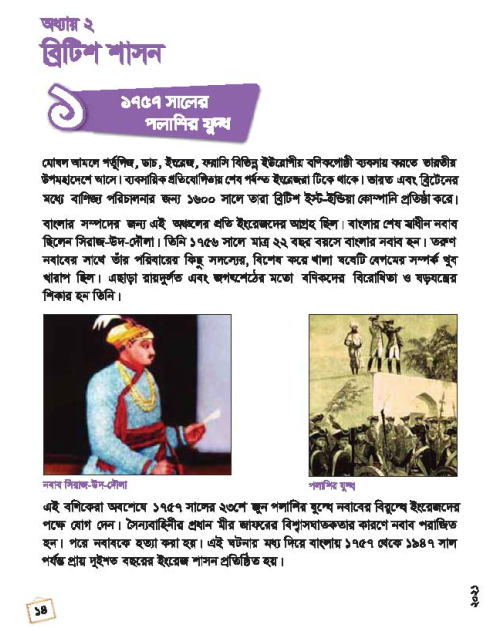 অধ্যায় ২
ব্রিটিশ শাসন
১
১৭৫৭ সালের
পলাশির যুদ্ধ
মোঘল আমলে পর্তুগিজ, ডাচ, ইংরেজ, ফরাসি বিভিন্ন ইউরোপীয় বণিকগোষ্ঠী ব্যবসায় করতে ভারতীয়
উপমহাদেশে আসে। ব্যবসায়িক প্রতিযোগিতায় শেষ পর্যন্ত ইংরেজরা টিকে থাকে। ভারত এবং ব্রিটেনের
মধ্যে বাণিজ্য পরিচালনার জন্য ১৬০০ সালে তারা ব্রিটিশ ইস্ট-ইন্ডিয়া কোম্পানি প্রতিষ্ঠা করে।
বাংলার সম্পদের জন্য এই অঞ্চলের প্রতি ইংরেজদের আগ্রহ ছিল। বাংলার শেষ স্বাধীন নবাব
ছিলেন সিরাজ-উদ-দৌলা। তিনি ১৭৫৬ সালে মাত্র ২২ বছর বয়সে বাংলার নবাব হন। তরুণ
নবাবের সাথে তাঁর পরিবারের কিছু সদস্যের, বিশেষ করে খালা ঘষেটি বেগমের সম্পর্ক খুব
খারাপ ছিল। এছাড়া রায়দুর্লভ এবং জগৎশেঠের মতো বণিকদের বিরোধিতা ও ষড়যন্ত্রের
শিকার হন তিনি।
নবাব সিরাজ-উদ-দৌলা
পলাশির যুদ্ধ
এই বণিকেরা অবশেষে ১৭৫৭ সালের ২৩শে জুন পলাশির যুদ্ধে নবাবের বিরুদ্ধে ইংরেজদের
পক্ষে যোগ দেন। সৈন্যবাহিনীর প্রধান মীর জাফরের বিশ্বাসঘাতকতার কারণে নবাব পরাজিত
হন। পরে নবাবকে হত্যা করা হয়। এই ঘটনার মধ্য দিয়ে বাংলায় ১৭৫৭ থেকে ১৯৪৭ সাল
পর্যন্ত প্রায় দুইশত বছরের ইংরেজ শাসন প্রতিষ্ঠিত হয়।
১৪
২০২১